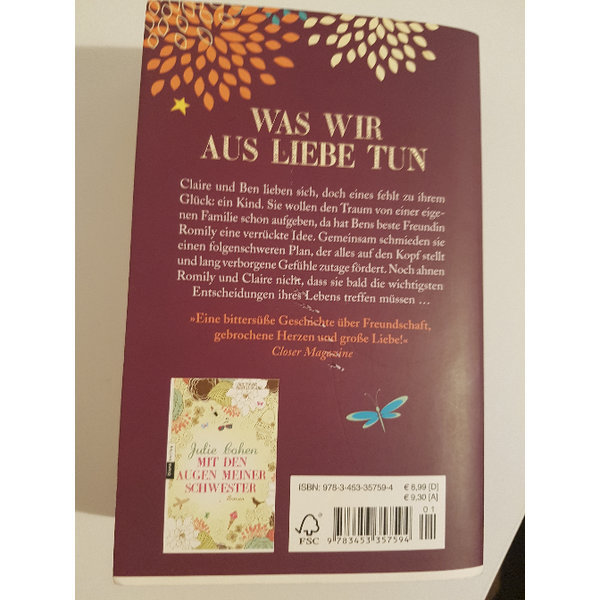 WAS WIR
AUS LIEBE TUN
Claire und Ben lieben sich, doch eines fehlt zu ihrem
Glück: ein Kind. Sie wollen den Traum von einer eige-
nen Familie schon aufgeben, da hat Bens beste Freundin
Romily eine verrückte Idee. Gemeinsam schmieden sie
einen folgenschweren Plan, der alles auf den Kopf stellt
und lang verborgene Gefühle zutage fördert. Noch ahnen
Romily und Claire nicht, dass sie bald die wichtigsten
Entscheidungen ihres Lebens treffen müssen ...
»Eine bittersüße Geschichte über Freundschaft,
gebrochene Herzen und große Liebe!«
Closer Magazine
Julie Cohen
MIT DEN
AUGEN MEINER
SCHWESTER
Roman
ISBN: 978-3-453-35759-4
€ 8,99 [D]
€ 9,30 [A]
01
FSC
9 783453 357594